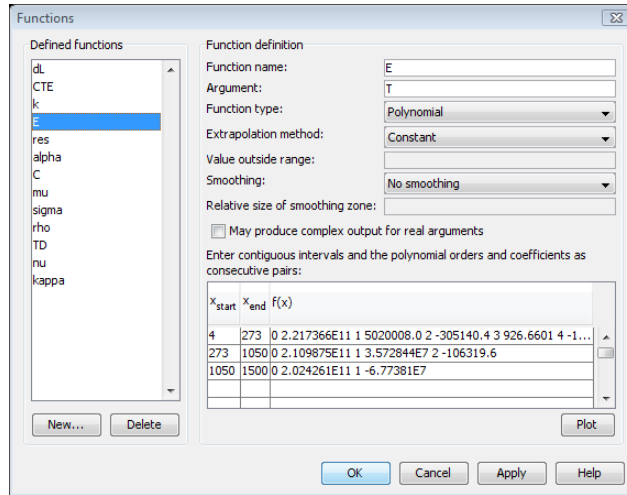 Functions
Defined functions
dL
CTE
k
E
res
alpha
C
mu
sigma
rho
TD
nu
kappa
New...
Delete
Function definition
Function name: E
Argument: T
Function type: Polynomial
Extrapolation method: Constant
Value outside range:
Smoothing: No smoothing
Relative size of smoothing zone:
May produce complex output for real arguments
Enter contiguous intervals and the polynomial orders and coefficients as
consecutive pairs:
xstart xend f(x)
4 273 0 2.217366E11 1 5020008.0 2 -305140.4 3 926.6601 4 -1...
273 1050 0 2.109875E11 1 3.572844E7 2 -106319.6
1050 1500 0 2.024261E11 1 -6.77381E7
Plot
OK Cancel Apply Help